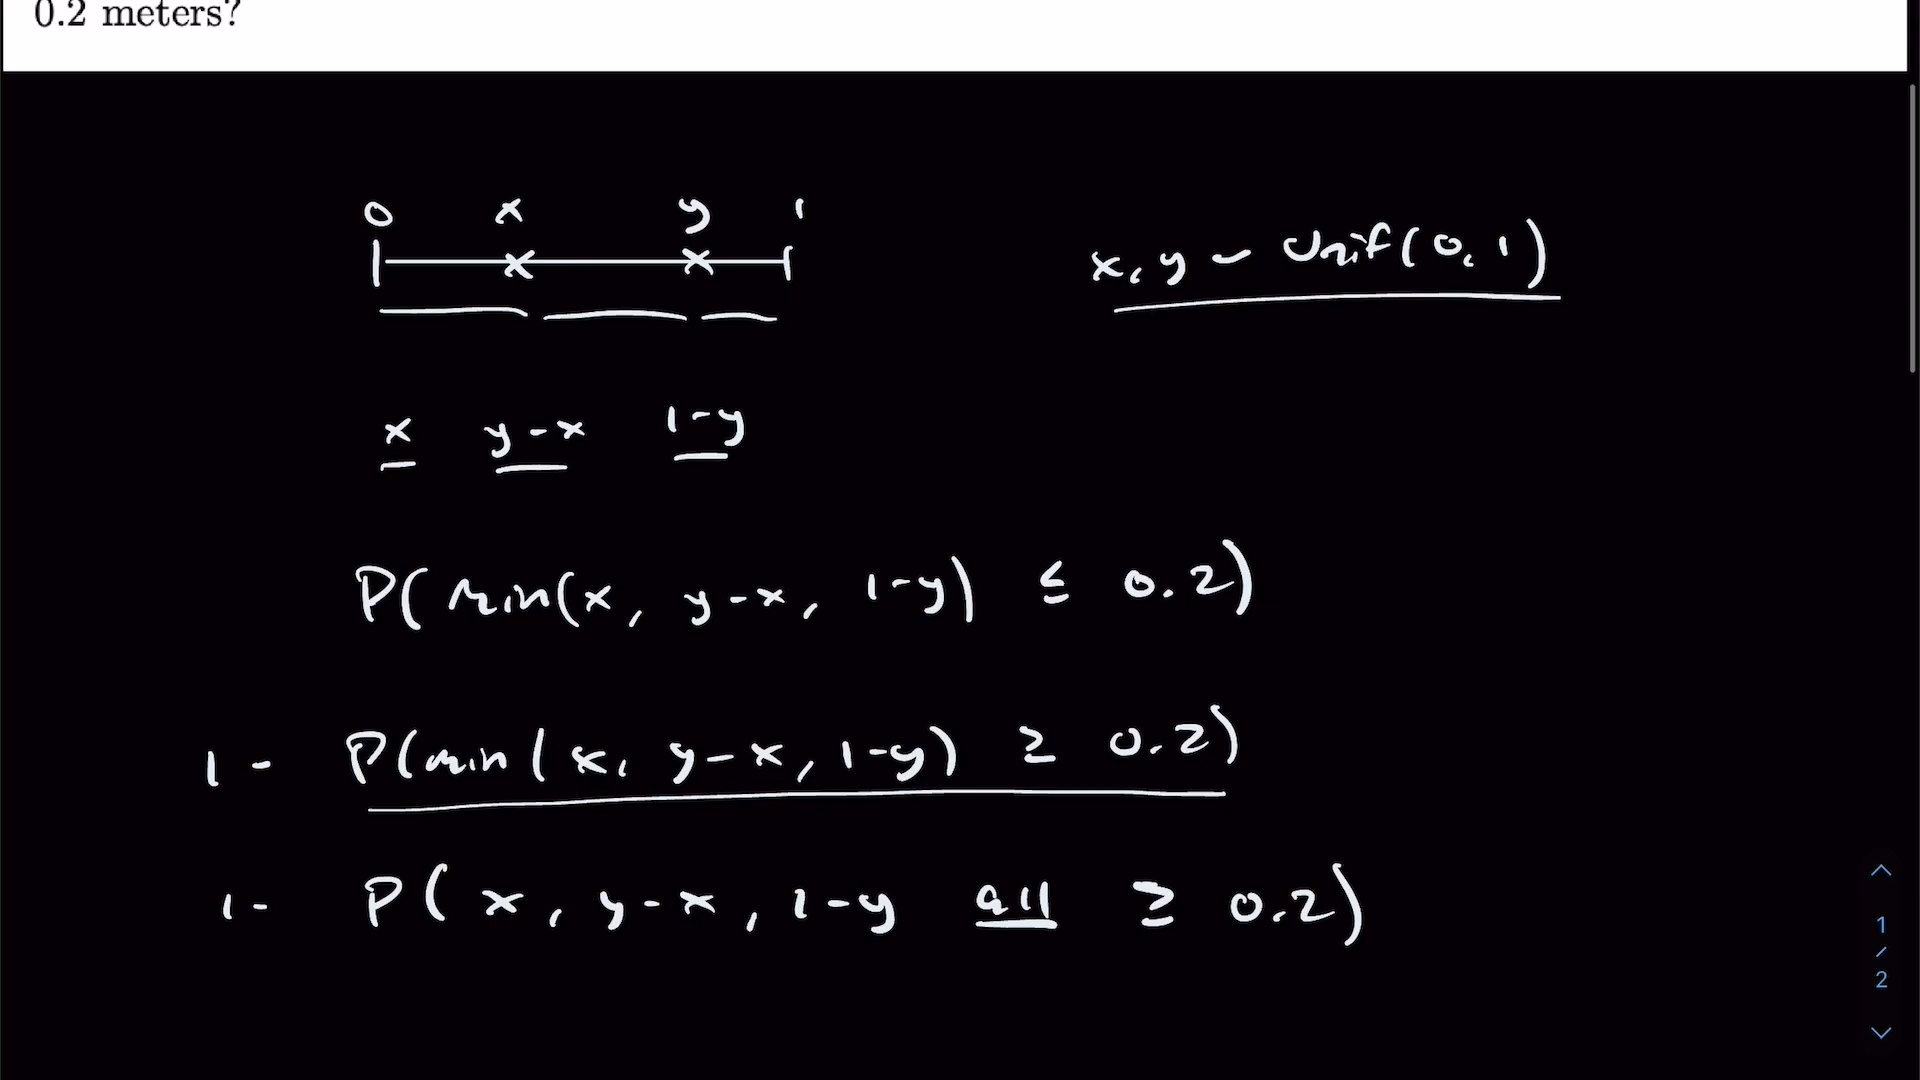 0.2 meters?
0 x y 1
x, y ~ Unif(0, 1)
x y-x 1-y
P(min(x, y-x, 1-y) ≤ 0.2)
1 - P(min(x, y-x, 1-y) ≥ 0.2)
1- P(x, y-x, 1-y all ≥ 0.2)
1
/
2